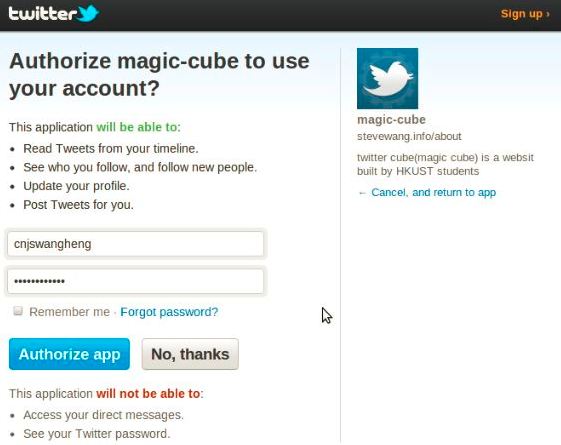 twitter
Sign up ›
Authorize magic-cube to use
your account?
This application will be able to:
• Read Tweets from your timeline.
• See who you follow, and follow new people.
• Update your profile.
• Post Tweets for you.
cnjswangheng
••••••••••••
Remember me · Forgot password?
Authorize app
No, thanks
This application will not be able to:
• Access your direct messages.
• See your Twitter password.
magic-cube
stevewang.info/about
twitter cube(magic cube) is a websit
built by HKUST students
← Cancel, and return to app